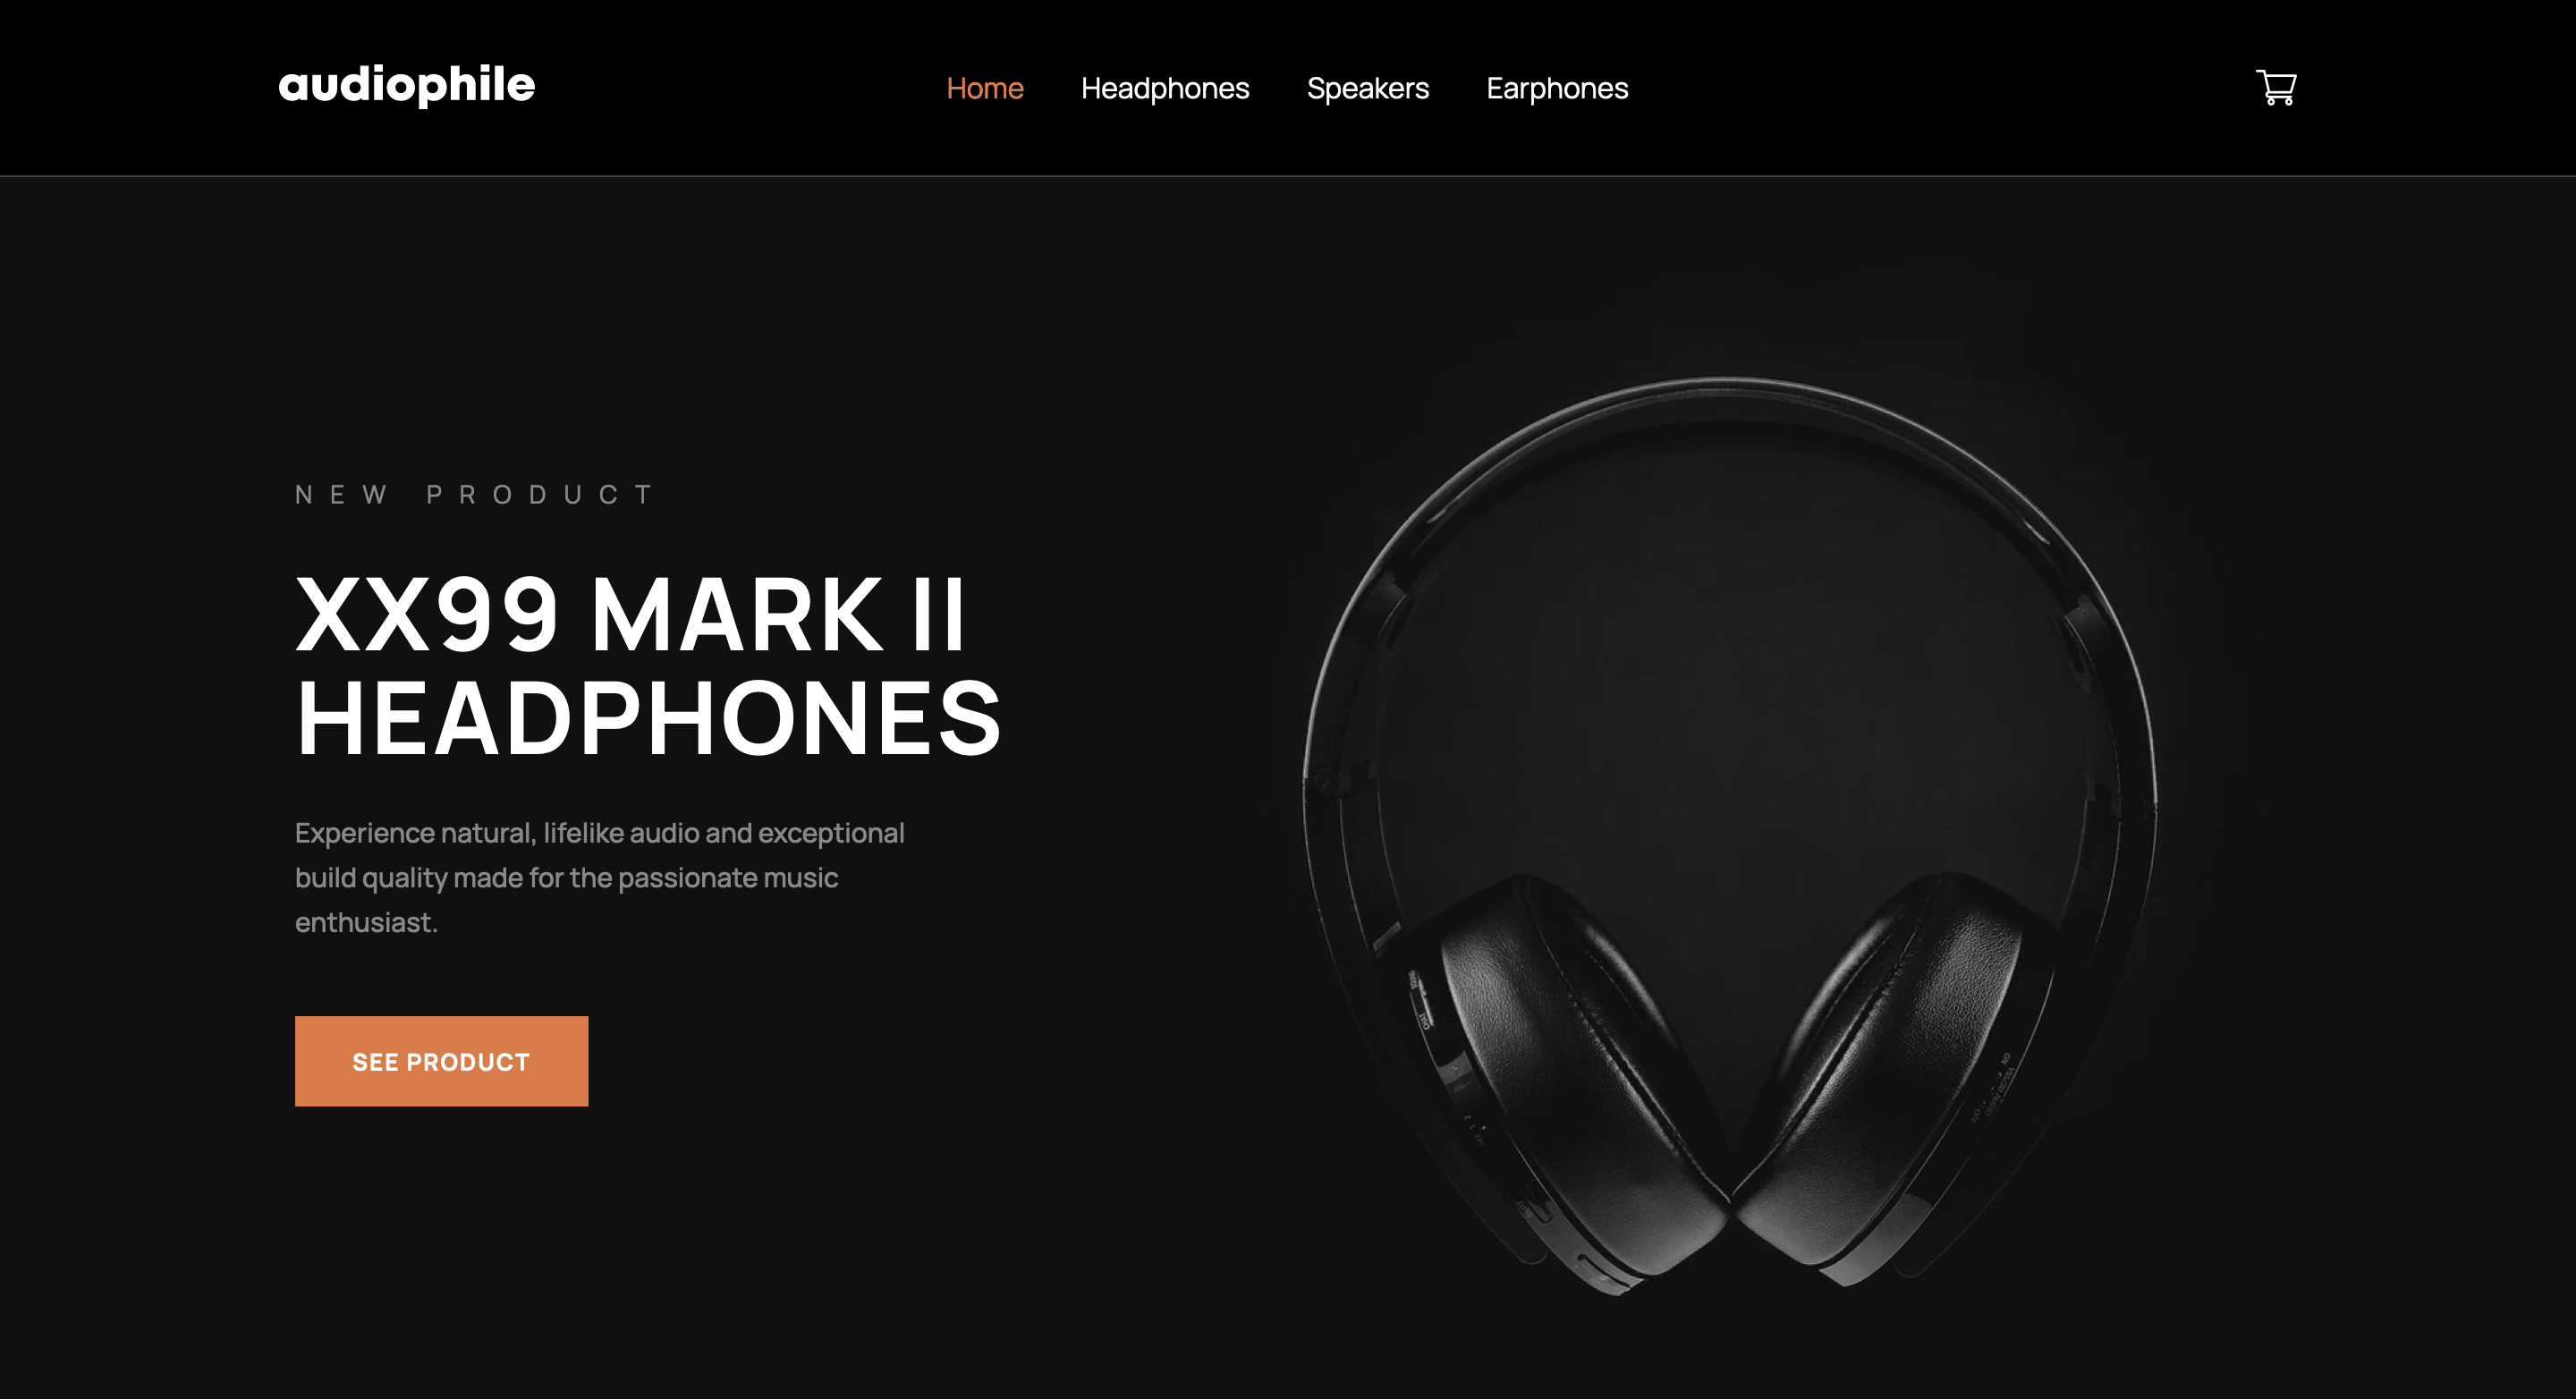 audiophile
Home Headphones Speakers Earphones
NEW PRODUCT
XX99 MARK II
HEADPHONES
Experience natural, lifelike audio and exceptional
build quality made for the passionate music
enthusiast.
SEE PRODUCT